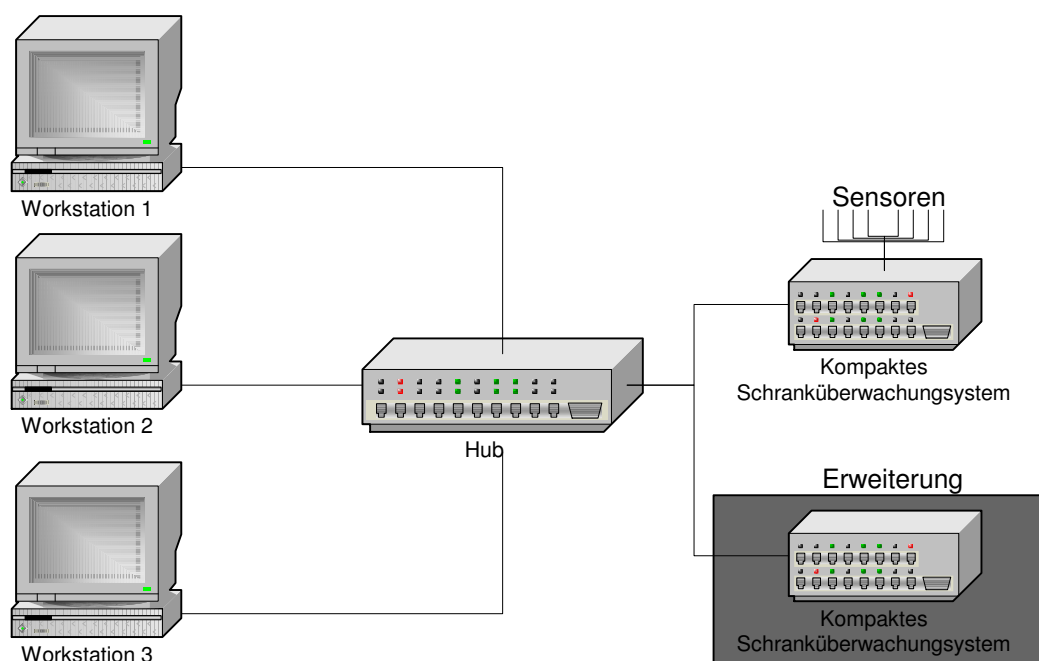 Workstation 1
Workstation 2
Workstation 3
Hub
Sensoren
Kompaktes
Schranküberwachungsystem
Erweiterung
Kompaktes
Schranküberwachungsystem